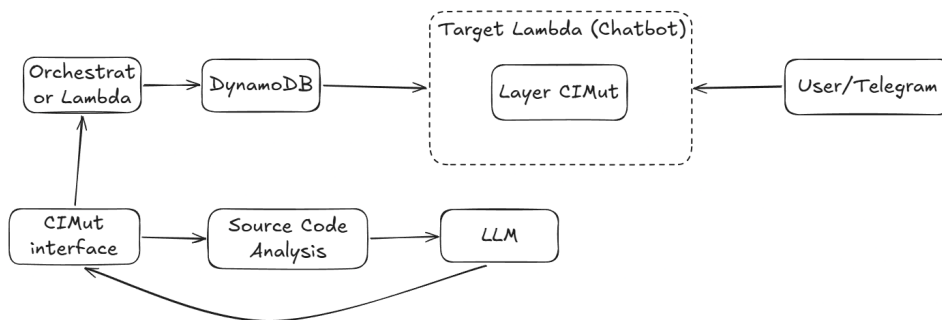 Target Lambda (Chatbot)
Orchestrat
or Lambda
DynamoDB
Layer CIMut
User/Telegram
CIMut
interface
Source Code
Analysis
LLM